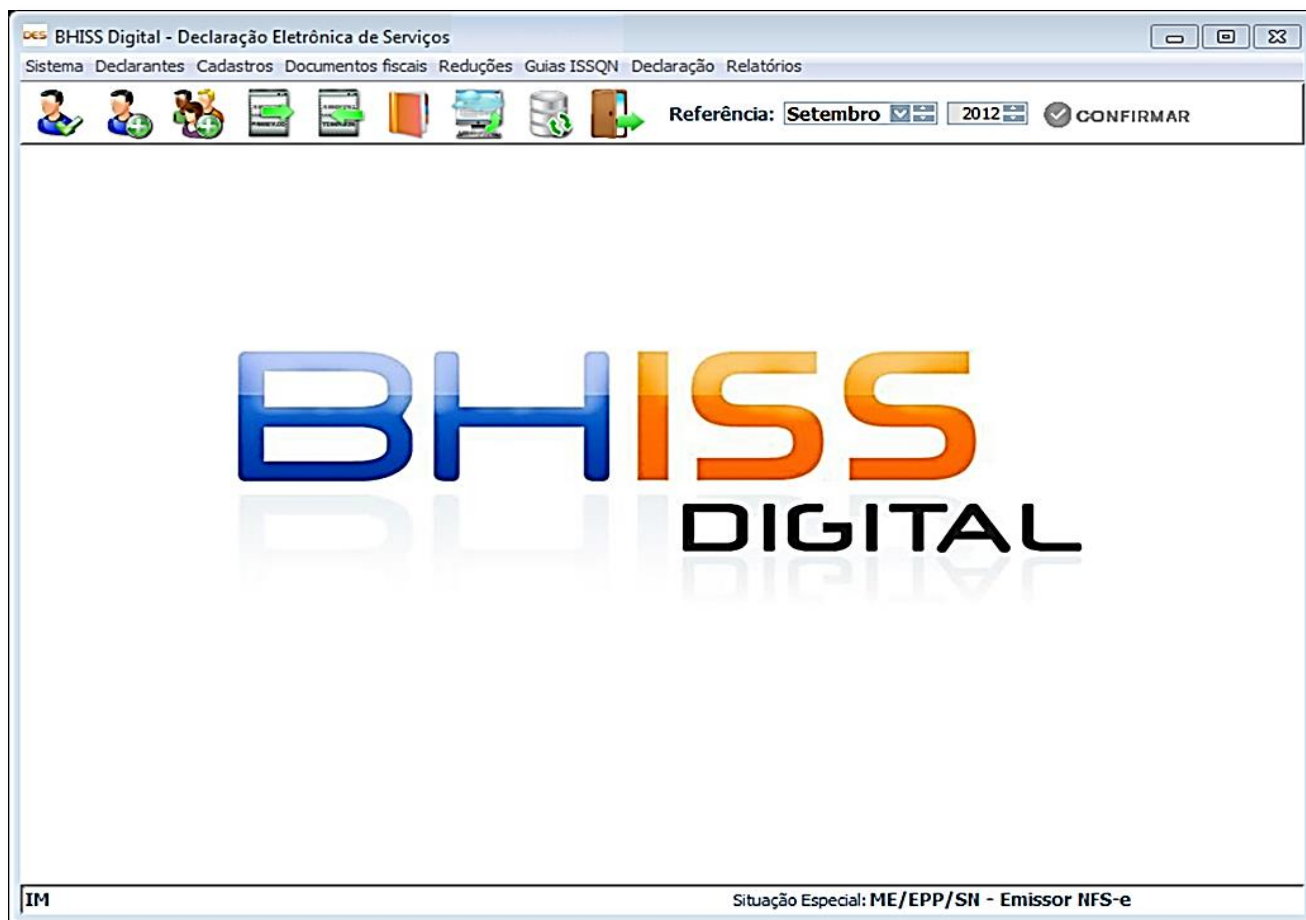 DES BHISS Digital - Declaração Eletrônica de Serviços
Sistema Declarantes Cadastros Documentos fiscais Reduções Guias ISSQN Declaração Relatórios
Referência: Setembro 2012 CONFIRMAR
BHISS
DIGITAL
IM Situação Especial: ME/EPP/SN - Emissor NFS-e